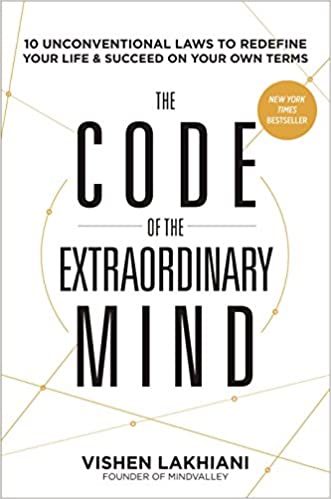 10 UNCONVENTIONAL LAWS TO REDEFINE
YOUR LIFE & SUCCEED ON YOUR OWN TERMS
THE
NEW YORK
TIMES
BESTSELLER
CODE
OF THE
EXTRAORDINARY
MIND
VISHEN LAKHIANI
FOUNDER OF MINDVALLEY